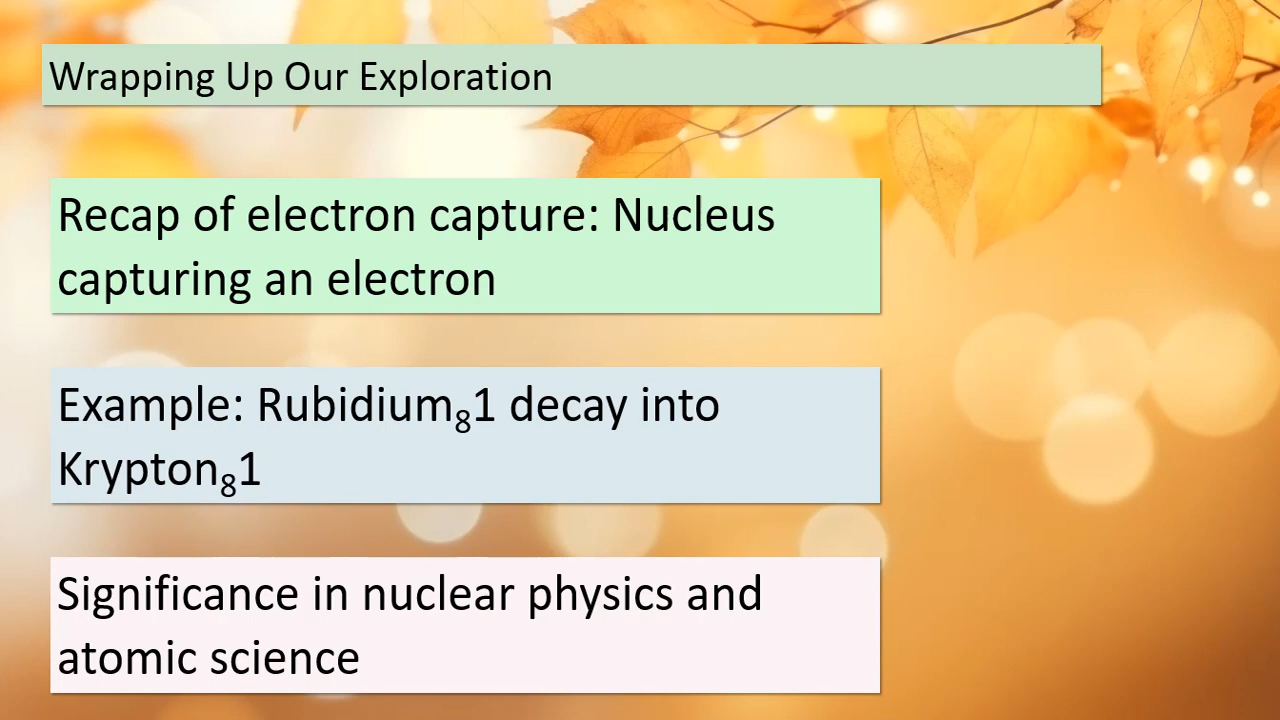 Wrapping Up Our Exploration
Recap of electron capture: Nucleus
capturing an electron
Example: Rubidium₈1 decay into
Krypton₈1
Significance in nuclear physics and
atomic science